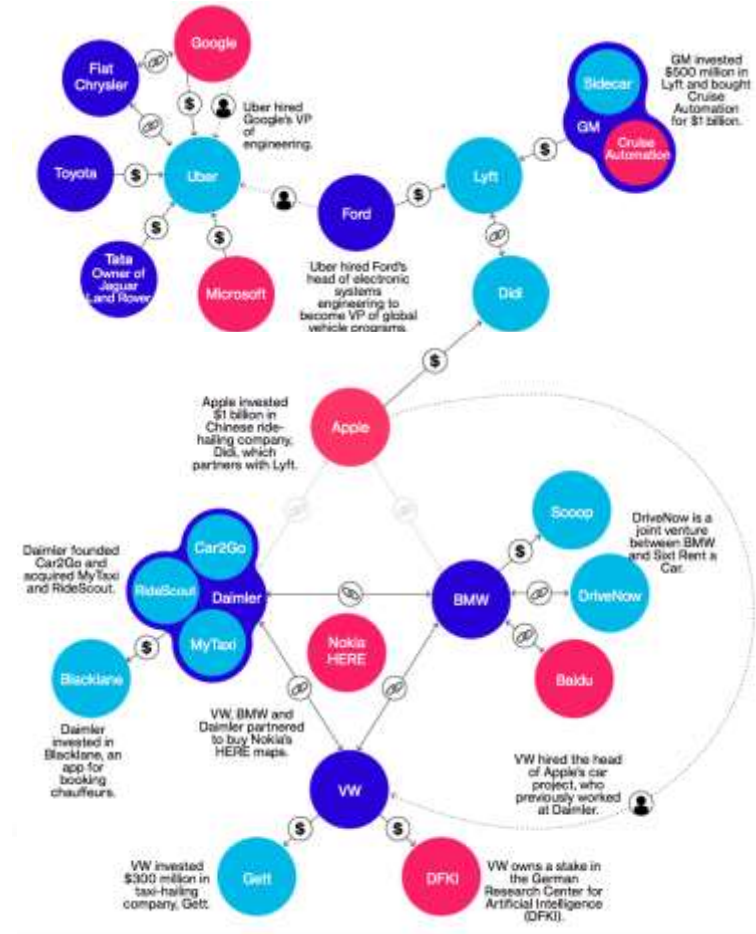 Google
Fiat
Chrysler
$
Uber hired
Google's VP
of
engineering.
Toyota
$
Uber
Tata
Owner of
Jaguar
Land Rover
$
$
Microsoft
Ford
$
Uber hired Ford's
head of electronic
systems
engineering to
become VP of global
vehicle programs.
Lyft
$
Sidecar
GM
Cruise
Automation
GM invested
$500 million in
Lyft and bought
Cruise
Automation
for $1 billion.
Didi
$
Apple invested
$1 billion in
Chinese ride-
hailing company,
Didi, which
partners with Lyft.
Apple
Daimler founded
Car2Go and
acquired MyTaxi
and RideScout.
Car2Go
RideScout
Daimler
MyTaxi
$
Blacklane
Daimler
invested in
Blacklane, an
app for
booking
chauffeurs.
Nokia
HERE
VW, BMW and
Daimler partnered
to buy Nokia's
HERE maps.
BMW
$
Scoop
DriveNow is a
joint venture
between BMW
and Sixt Rent a
Car.
DriveNow
Baidu
VW hired the head
of Apple's car
project, who
previously worked
at Daimler.
VW
$
$
VW invested
$300 million in
taxi-hailing
company, Gett.
Gett
DFKI
VW owns a stake in
the German
Research Center for
Artificial Intelligence
(DFKI).